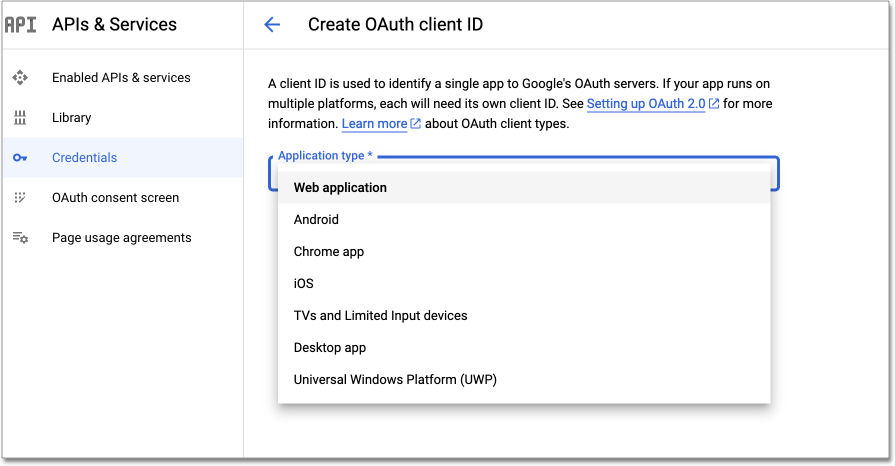 API APIs & Services
Enabled APIs & services
Library
Credentials
OAuth consent screen
Page usage agreements
Create OAuth client ID
A client ID is used to identify a single app to Google's OAuth servers. If your app runs on
multiple platforms, each will need its own client ID. See Setting up OAuth 2.0 for more
information. Learn more about OAuth client types.
Application type *
Web application
Android
Chrome app
iOS
TVs and Limited Input devices
Desktop app
Universal Windows Platform (UWP)